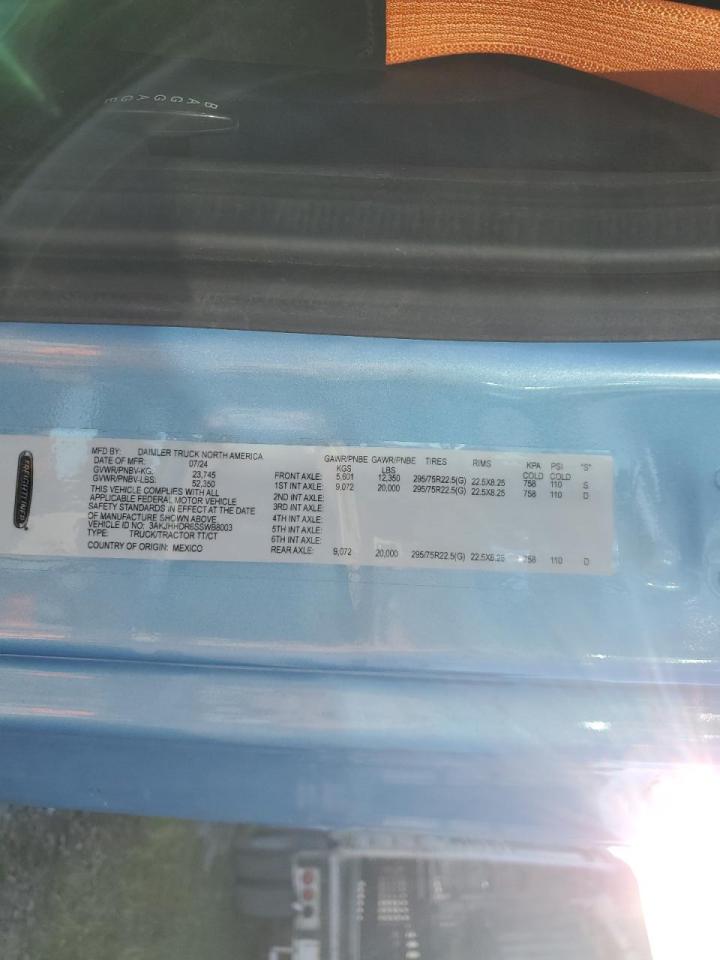 BAGGAGE
FREIGHTLINER
MFD BY: DAIMLER TRUCK NORTH AMERICA
DATE OF MFR: 07/24
GVWR/PNBV-KG: 23,745
GVWR/PNBV-LBS: 52,350
THIS VEHICLE COMPLIES WITH ALL
APPLICABLE FEDERAL MOTOR VEHICLE
SAFETY STANDARDS IN EFFECT AT THE DATE
OF MANUFACTURE SHOWN ABOVE
VEHICLE ID NO: 3AKJHHDR6SSWB8003
TYPE: TRUCK/TRACTOR TT/CT
COUNTRY OF ORIGIN: MEXICO
GAWR/PNBE GAWR/PNBE TIRES RIMS KPA PSI "S"
KGS LBS COLD COLD
FRONT AXLE: 5,601 12,350 295/75R22.5(G) 22.5X8.25 758 110 S
1ST INT AXLE: 9,072 20,000 295/75R22.5(G) 22.5X8.25 758 110 D
2ND INT AXLE:
3RD INT AXLE:
4TH INT AXLE:
5TH INT AXLE:
6TH INT AXLE:
REAR AXLE: 9,072 20,000 295/75R22.5(G) 22.5X8.25 758 110 D